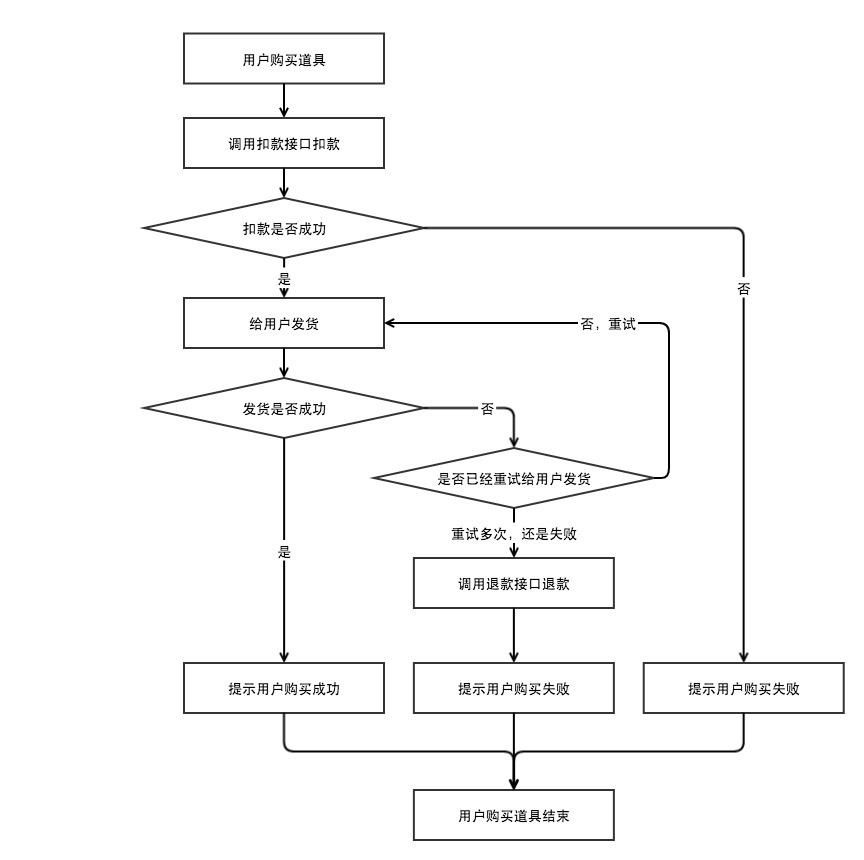 用户购买道具
调用扣款接口扣款
扣款是否成功
是
否
给用户发货
否，重试
发货是否成功
否
是否已经重试给用户发货
重试多次，还是失败
是
调用退款接口退款
提示用户购买成功
提示用户购买失败
提示用户购买失败
用户购买道具结束